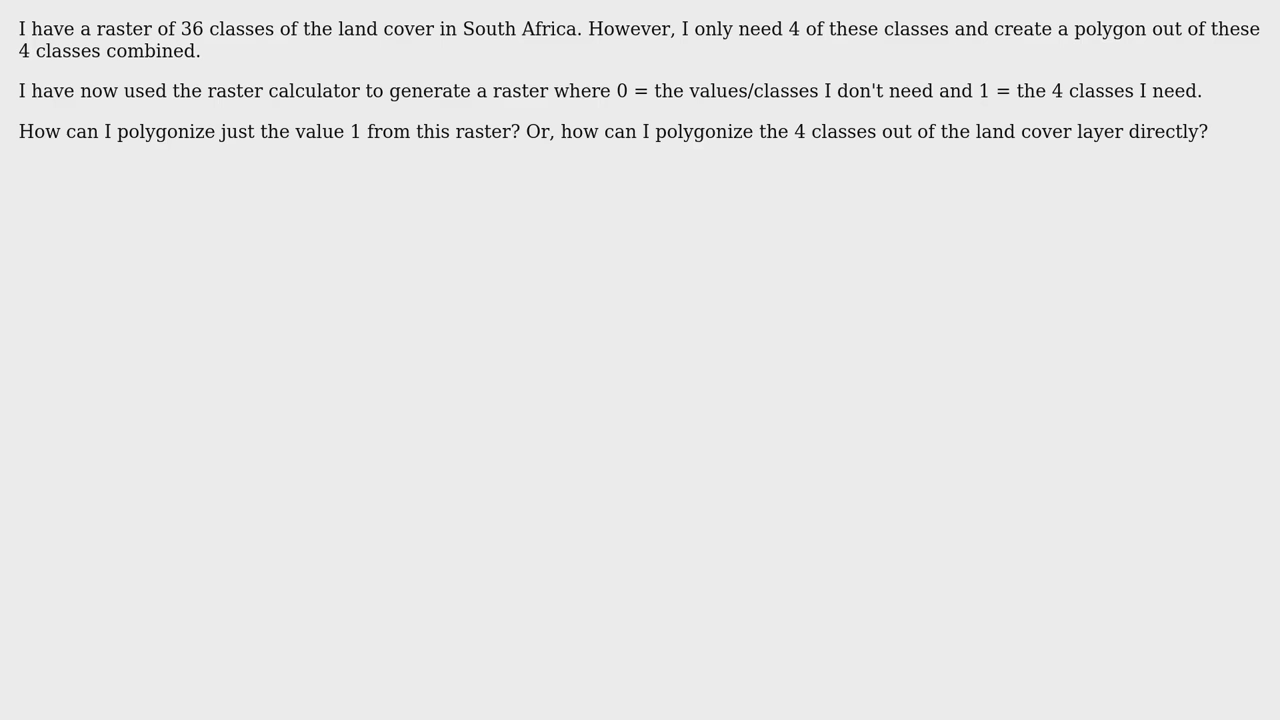 I have a raster of 36 classes of the land cover in South Africa. However, I only need 4 of these classes and create a polygon out of these
4 classes combined.
I have now used the raster calculator to generate a raster where 0 = the values/classes I don't need and 1 = the 4 classes I need.
How can I polygonize just the value 1 from this raster? Or, how can I polygonize the 4 classes out of the land cover layer directly?